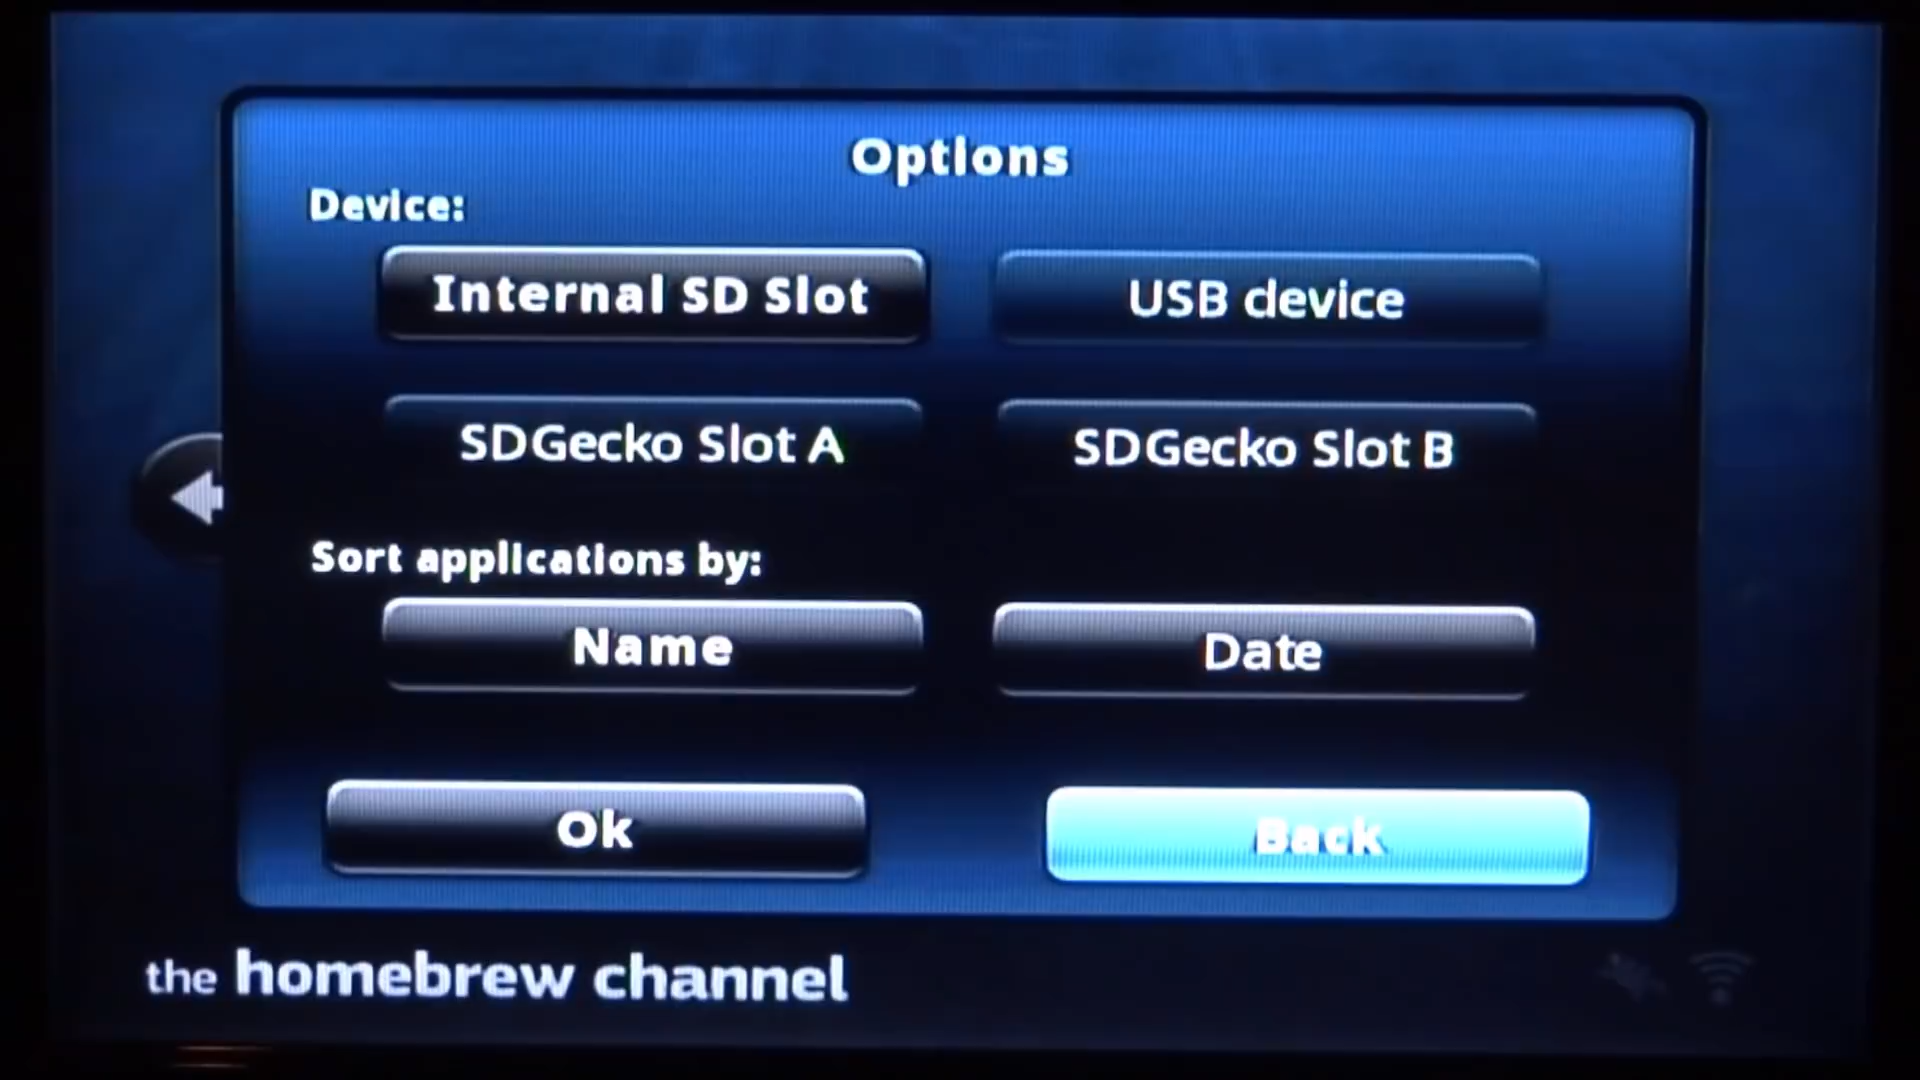 Options
Device:
Internal SD Slot
USB device
SDGecko Slot A
SDGecko Slot B
Sort applications by:
Name
Date
Ok
Back
the homebrew channel